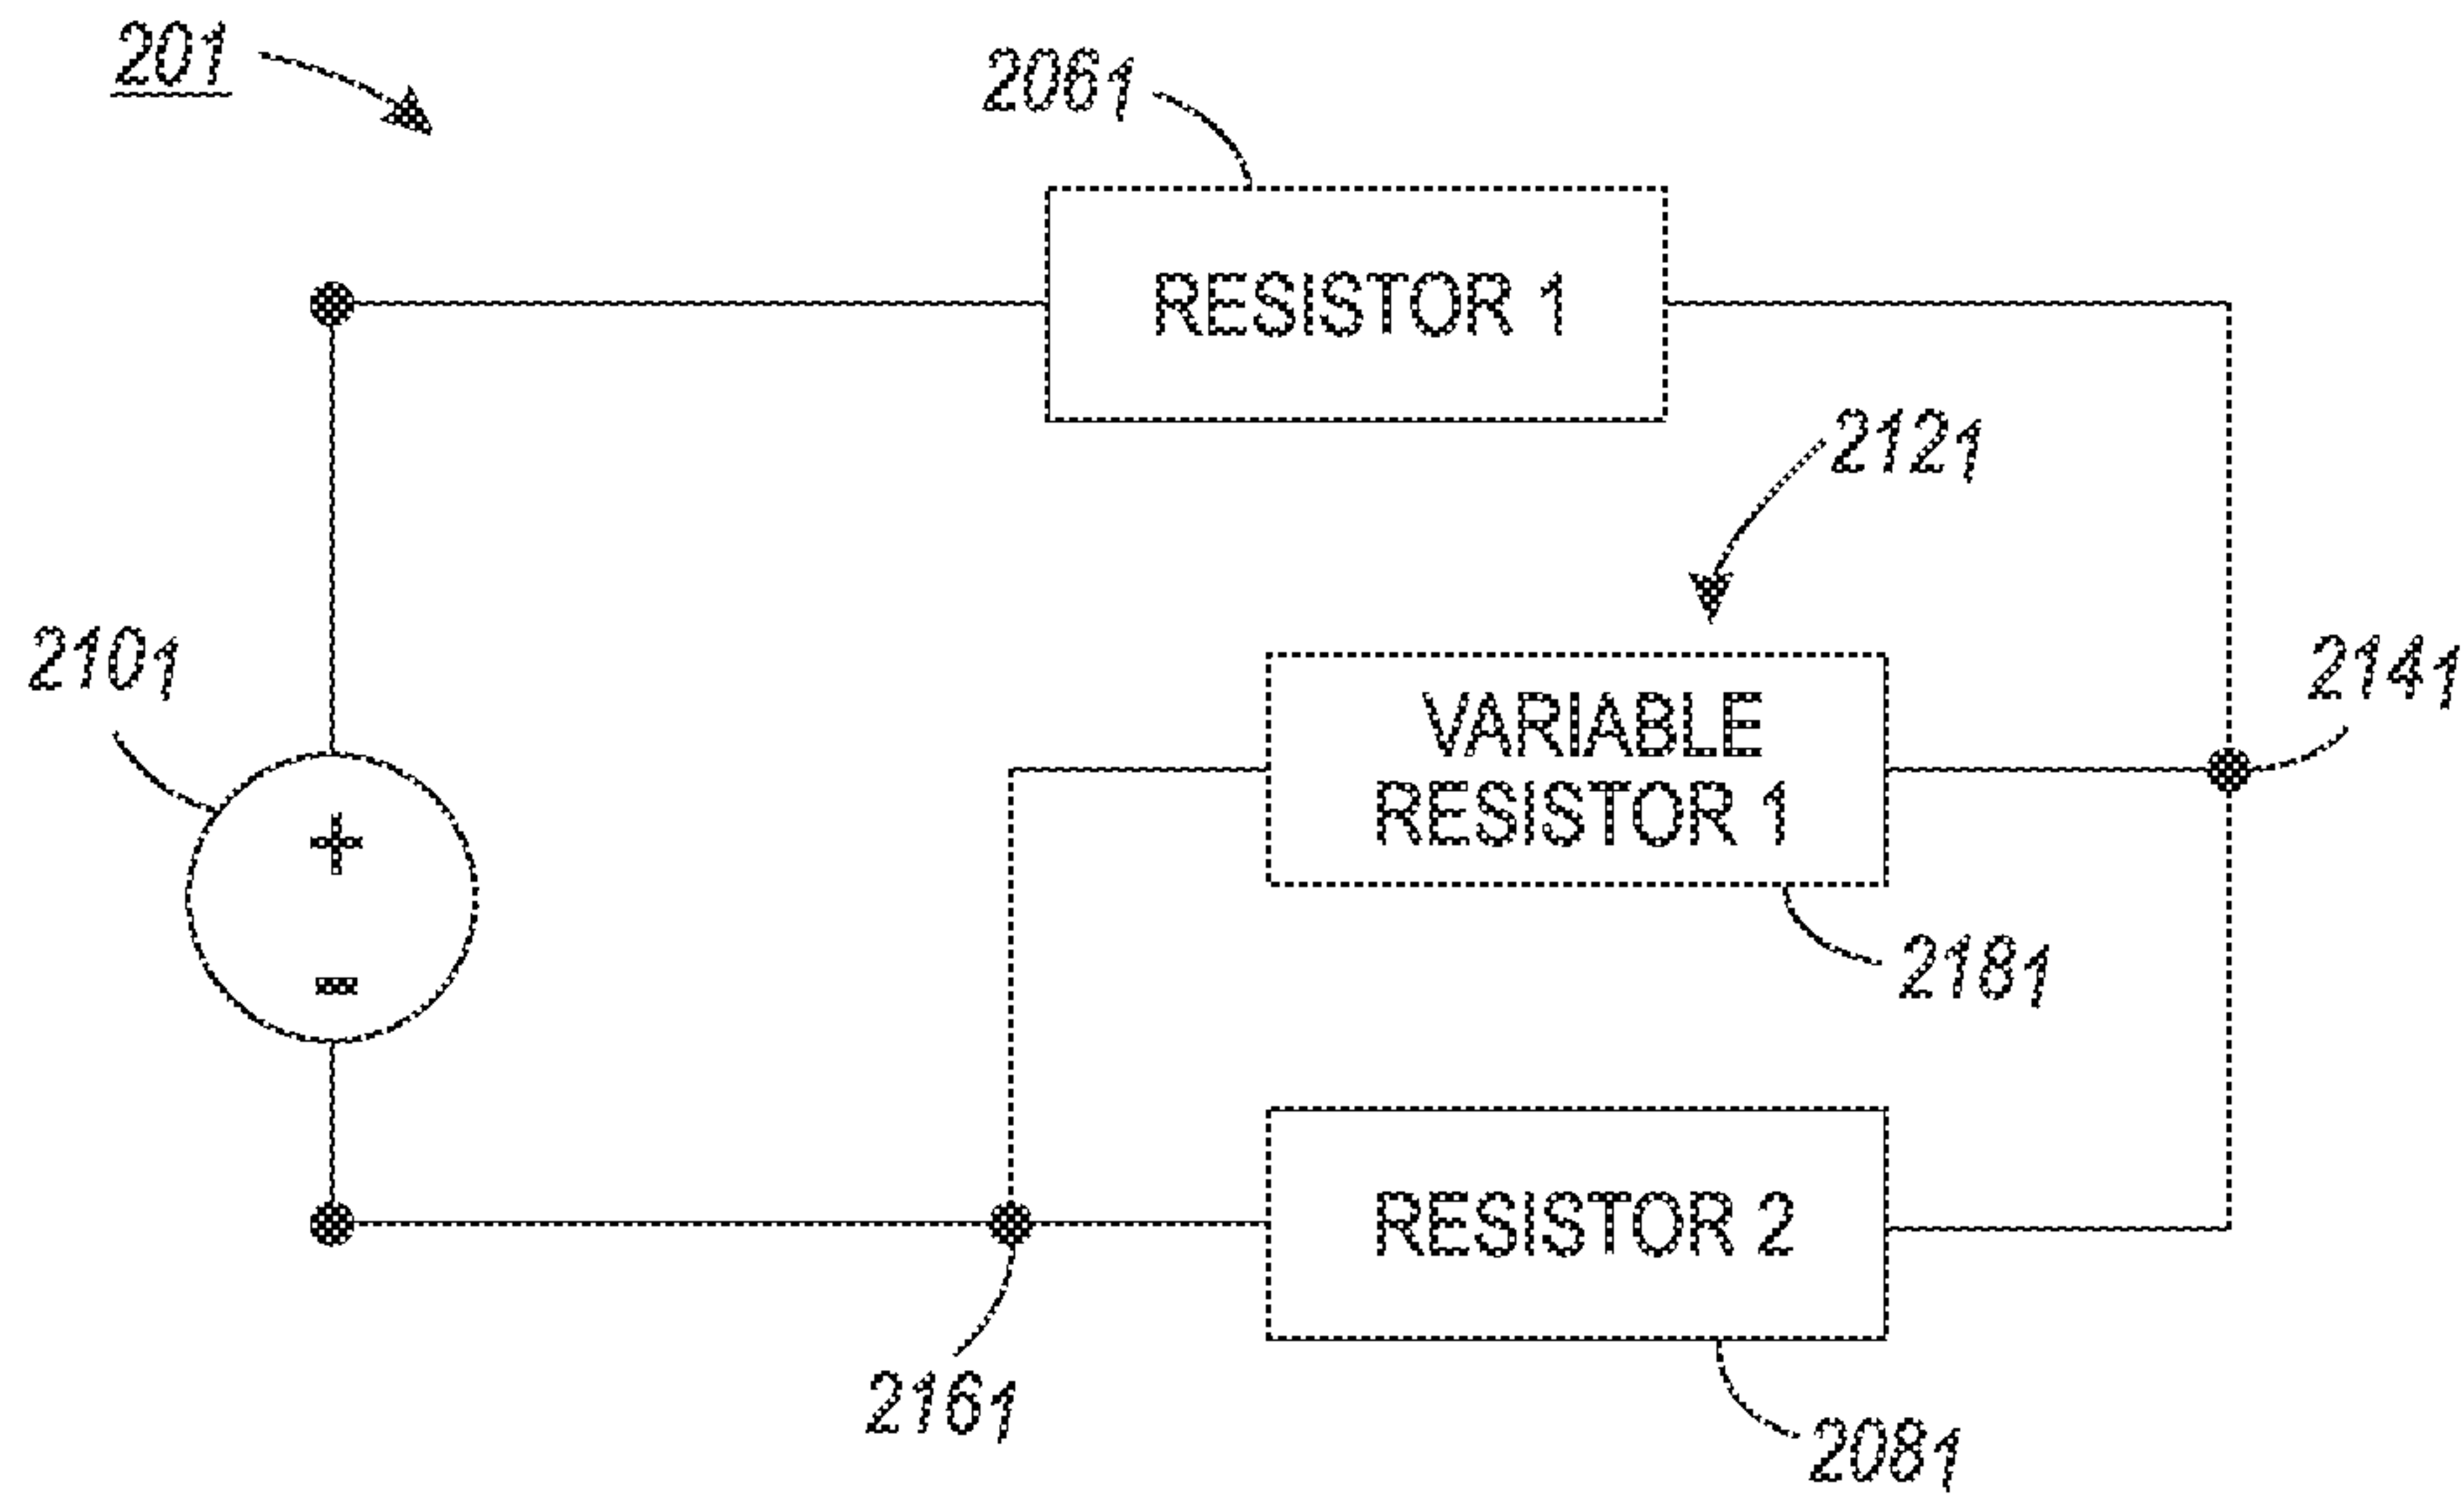 201
206₁
RESISTOR 1
212₁
210₁
+
-
VARIABLE
RESISTOR 1
214₁
218₁
RESISTOR 2
216₁
208₁